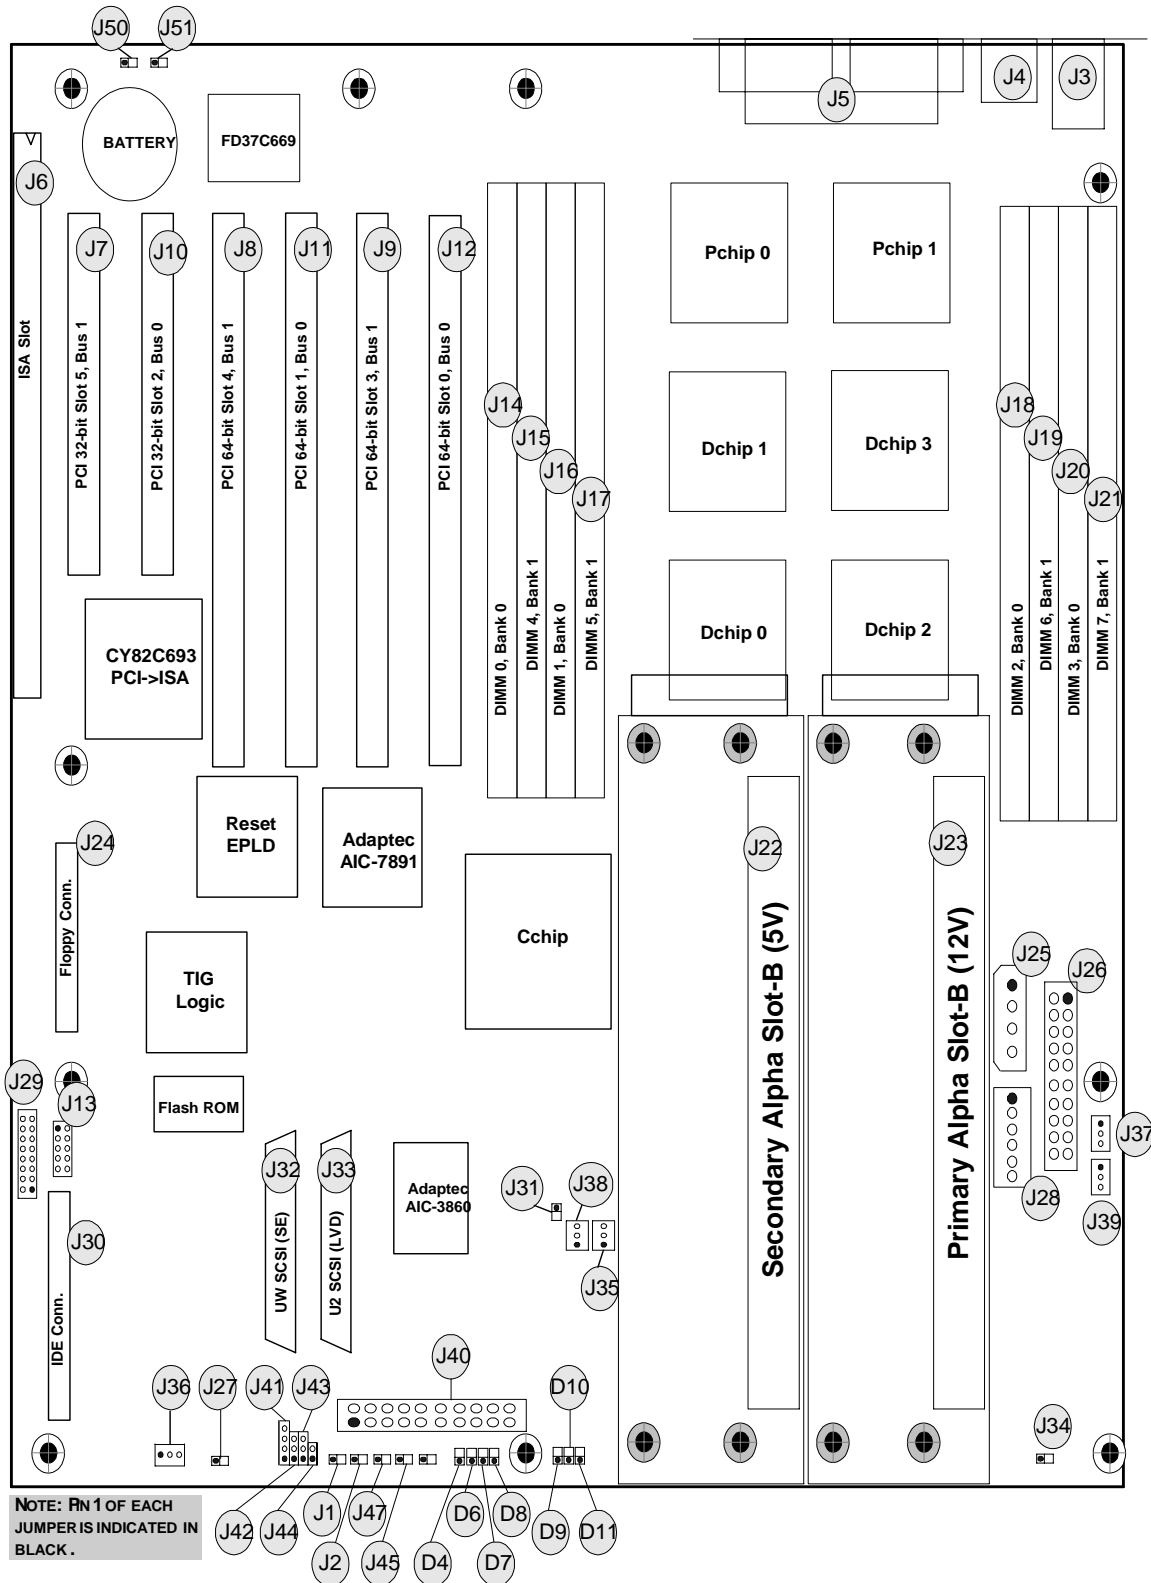 J50
J51
J5
J4
J3
BATTERY
FD37C669
J6
J7
J10
J8
J11
J9
J12
Pchip 0
Pchip 1
ISA Slot
PCI 32-bit Slot 5, Bus 1
PCI 32-bit Slot 2, Bus 0
PCI 64-bit Slot 4, Bus 1
PCI 64-bit Slot 1, Bus 0
PCI 64-bit Slot 3, Bus 1
PCI 64-bit Slot 0, Bus 0
J14
J15
J16
J17
Dchip 1
Dchip 3
J18
J19
J20
J21
DIMM 0, Bank 0
DIMM 4, Bank 1
DIMM 1, Bank 0
DIMM 5, Bank 1
Dchip 0
Dchip 2
DIMM 2, Bank 0
DIMM 6, Bank 1
DIMM 3, Bank 0
DIMM 7, Bank 1
CY82C693
PCI->ISA
Reset
EPLD
Adaptec
AIC-7891
J24
Floppy Conn.
J22
J23
Cchip
TIG
Logic
Secondary Alpha Slot-B (5V)
Primary Alpha Slot-B (12V)
J25
J26
J29
J13
Flash ROM
J37
J32
J33
Adaptec
AIC-3860
J31
J38
J28
J39
J30
UW SCSI (SE)
U2 SCSI (LVD)
J35
IDE Conn.
J40
J36
J27
J41
J43
D10
J34
NOTE: PIN 1 OF EACH
JUMPER IS INDICATED IN
BLACK .
J42
J44
J1
J47
D6
D8
D9
D11
J2
J45
D4
D7